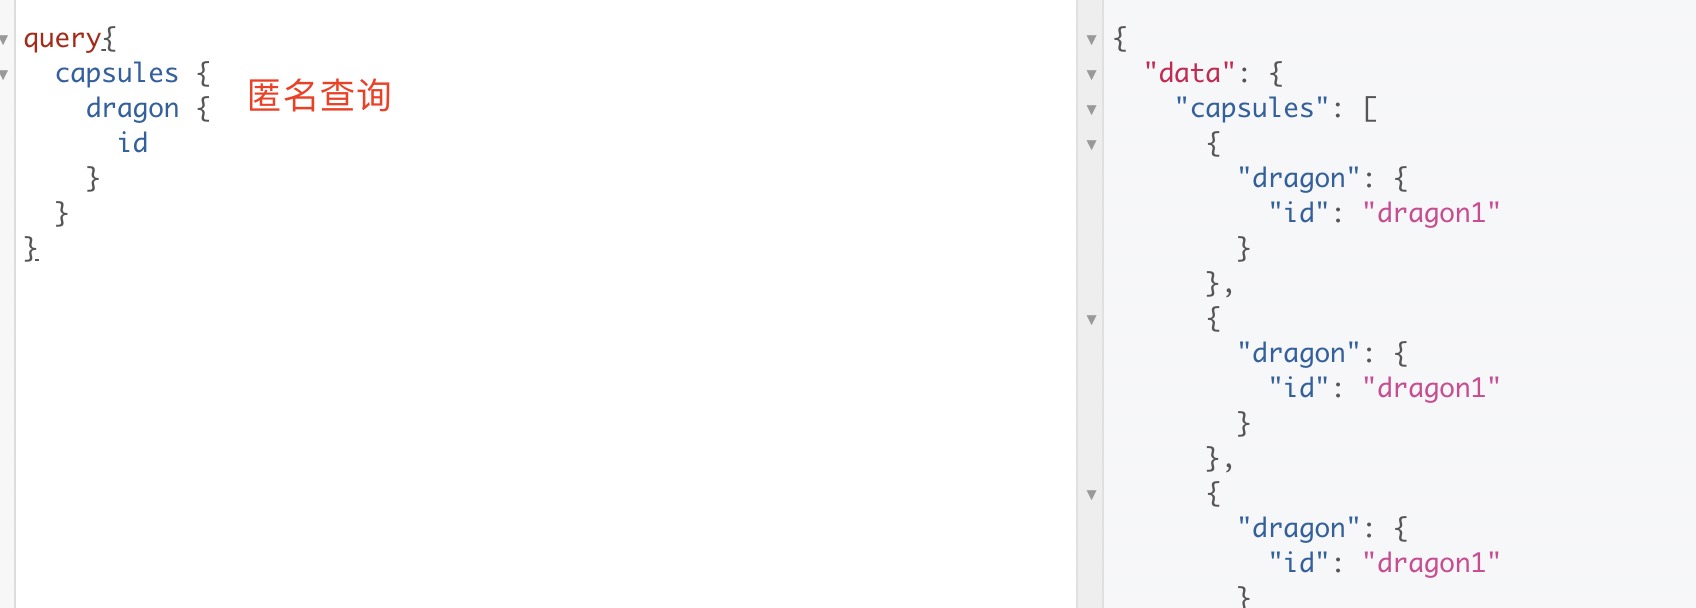 query{
  capsules {
匿名查询
    dragon {
      id
    }
  }
}
{
  "data": {
    "capsules": [
      {
        "dragon": {
          "id": "dragon1"
        }
      },
      {
        "dragon": {
          "id": "dragon1"
        }
      },
      {
        "dragon": {
          "id": "dragon1"
        }